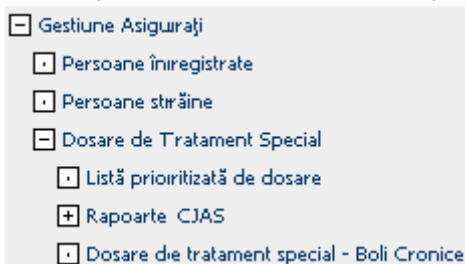 Gestiune Asiguraţi
Persoane înregistrate
Persoane străine
Dosare de Tratament Special
Listă prioritizată de dosare
Rapoarte CJAS
Dosare de tratament special - Boli Cronice